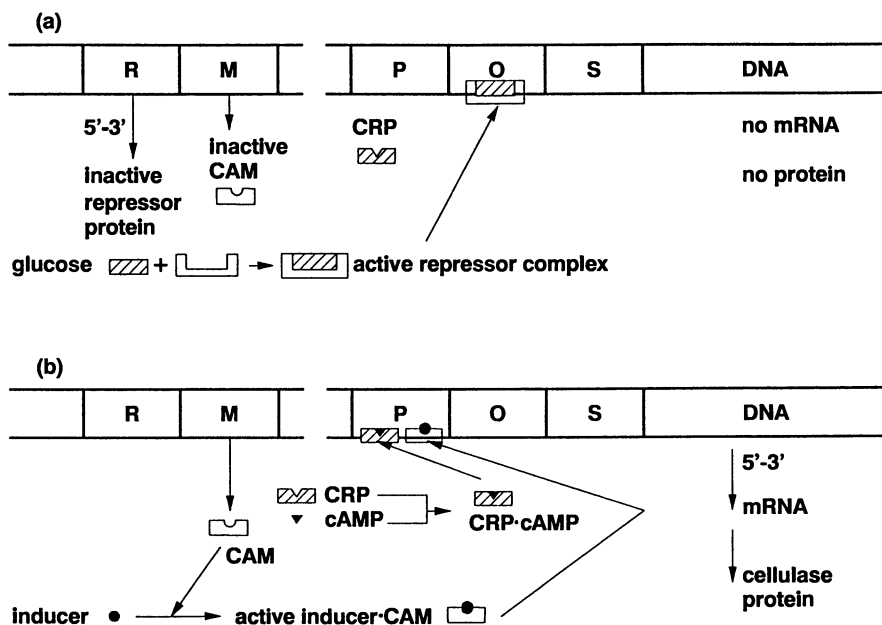 (a)
R M P O S DNA
5'-3'
inactive
repressor
protein
inactive
CAM
CRP
no mRNA
no protein
glucose + active repressor complex
(b)
R M P O S DNA
5'-3'
mRNA
cellulase
protein
CRP
cAMP
CRP·cAMP
CAM
inducer active inducer·CAM